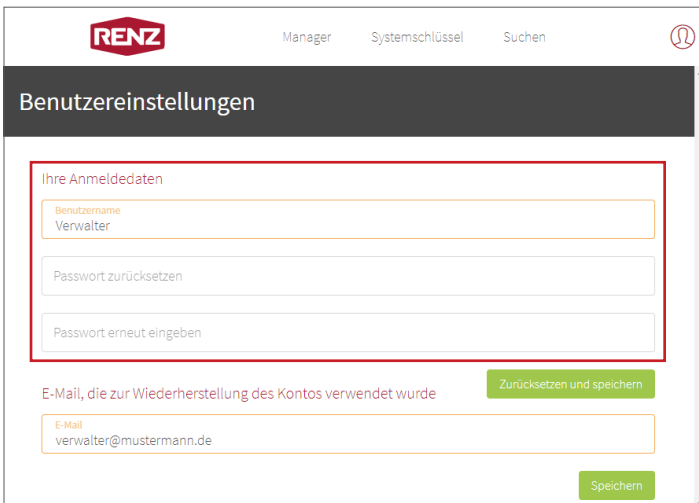 RENZ Manager Systemschlüssel Suchen
Benutzereinstellungen
Ihre Anmeldedaten
Benutzername
Verwalter
Passwort zurücksetzen
Passwort erneut eingeben
Zurücksetzen und speichern
E-Mail, die zur Wiederherstellung des Kontos verwendet wurde
E-Mail
verwalter@mustermann.de
Speichern